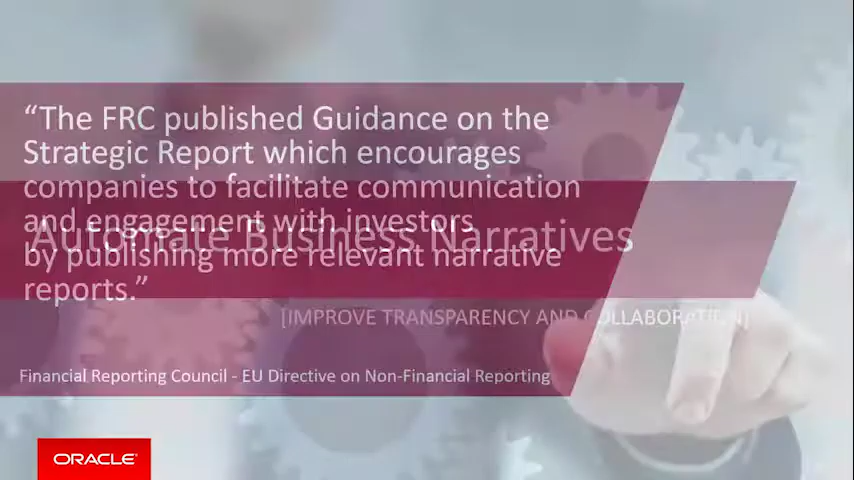 “The FRC published Guidance on the
Strategic Report which encourages
companies to facilitate communication
and engagement with investors
by publishing more relevant narrative
reports.”
Automate Business Narratives
[IMPROVE TRANSPARENCY AND COLLABORATION]
Financial Reporting Council - EU Directive on Non-Financial Reporting
ORACLE